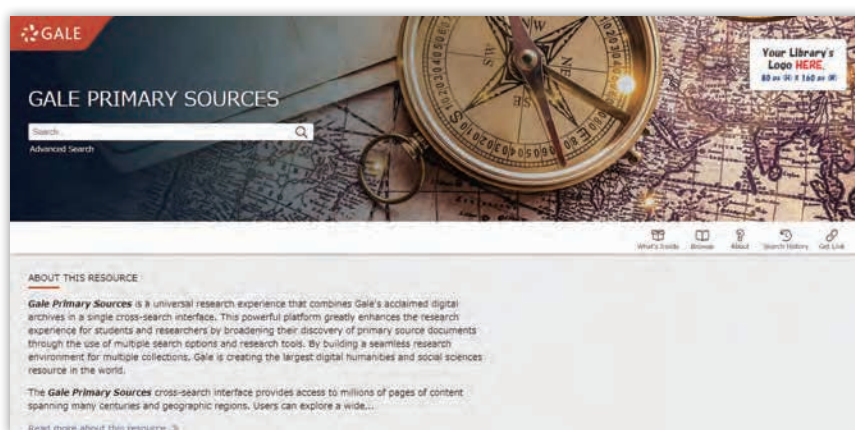 GALE
Your Library's
Logo HERE.
GALE PRIMARY SOURCES
Search...
Advanced Search
NW
N
W
SW
NE
SE
E
What's Inside
Browse
About
Search History
Get Link
ABOUT THIS RESOURCE
Gale Primary Sources is a universal research experience that combines Gale's acclaimed digital
archives in a single cross-search interface. This powerful platform greatly enhances the research
experience for students and researchers by broadening their discovery of primary source documents
through the use of multiple search options and research tools. By building a seamless research
environment for multiple collections, Gale is creating the largest digital humanities and social sciences
resource in the world.
The Gale Primary Sources cross-search interface provides access to millions of pages of content
spanning many centuries and geographic regions. Users can explore a wide...
Read more about this resource